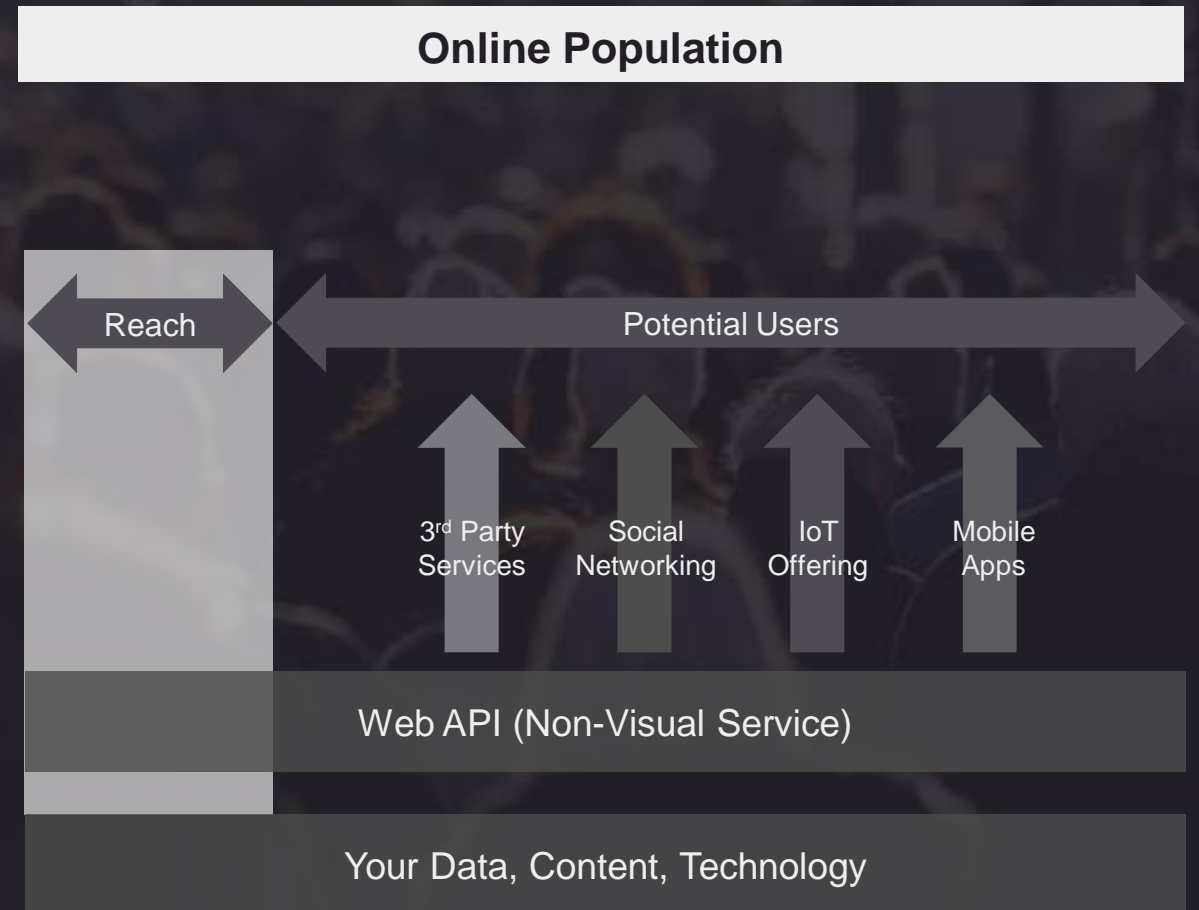 Online Population
Reach
Potential Users
3rd Party
Services
Social
Networking
IoT
Offering
Mobile
Apps
Web API (Non-Visual Service)
Your Data, Content, Technology